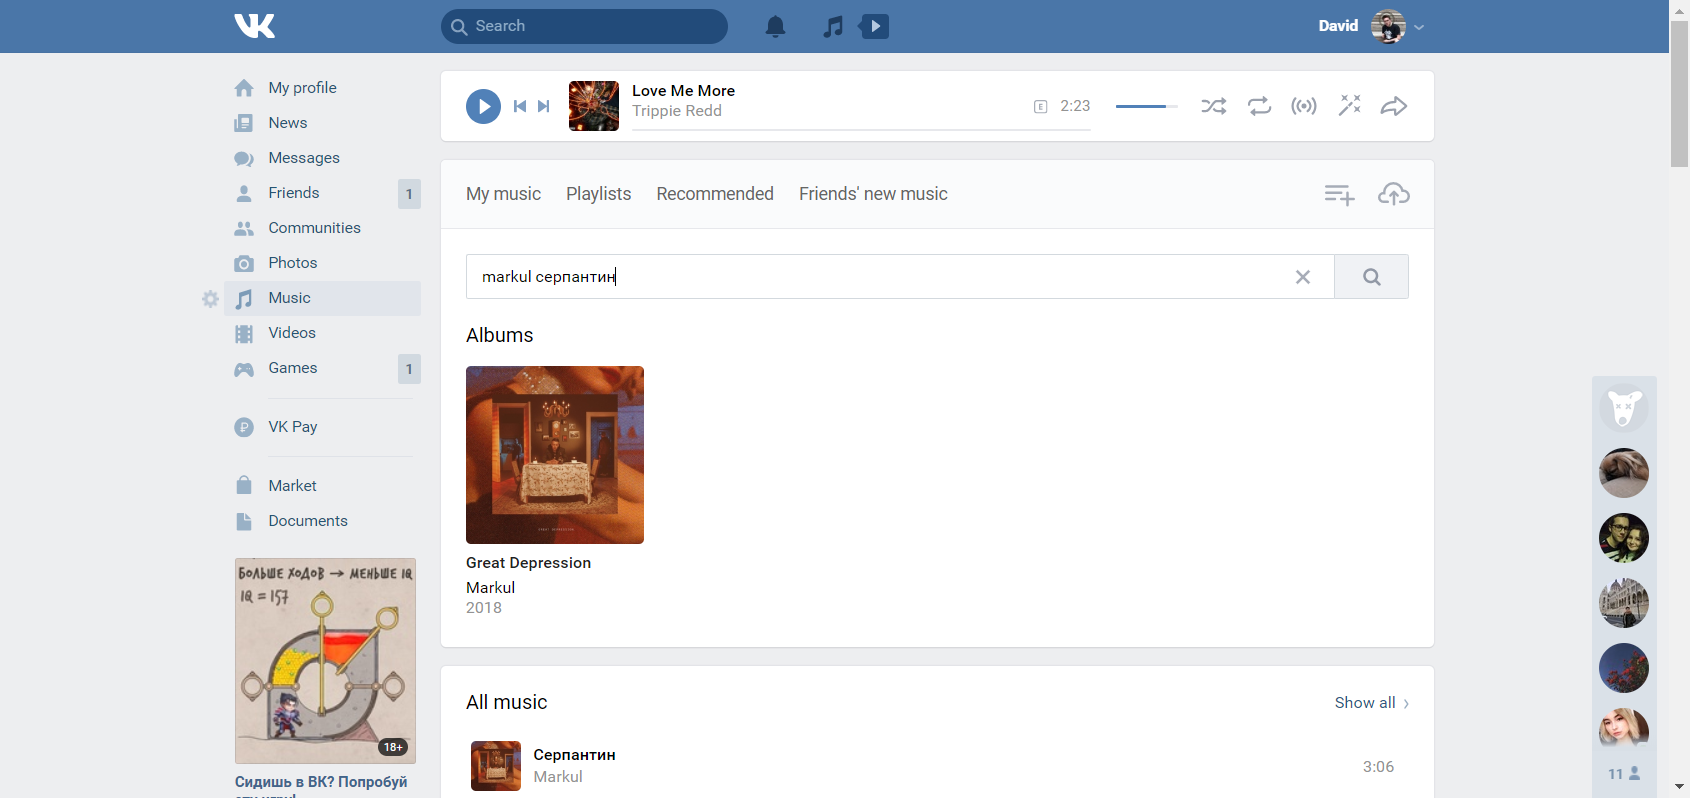 VK
Search
David
My profile
News
Messages
Friends 1
Communities
Photos
Music
Videos
Games 1
VK Pay
Market
Documents
БОЛЬШЕ ХОДОВ → МЕНЬШЕ IQ
IQ = 157
18+
Сидишь в ВК? Попробуй
Love Me More
Trippie Redd
E 2:23
My music Playlists Recommended Friends' new music
markul серпантин
Albums
GREAT DEPRESSION
Great Depression
Markul
2018
All music
Show all
Серпантин
Markul
3:06
11